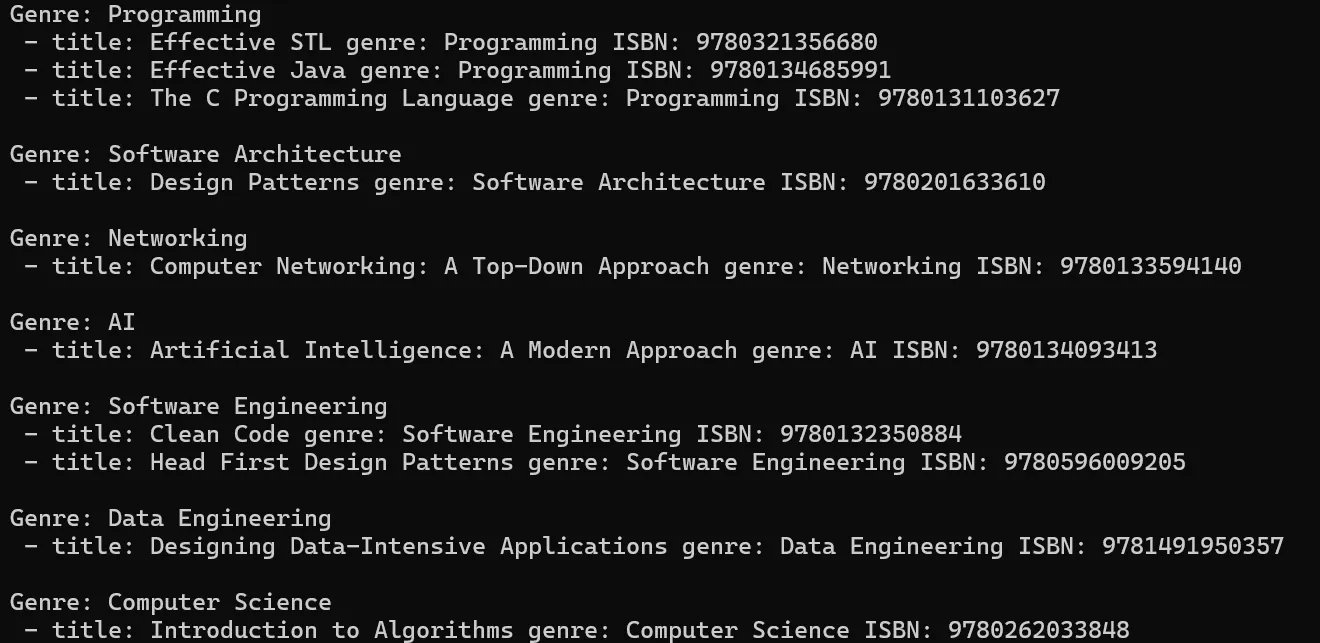 Genre: Programming
 - title: Effective STL genre: Programming ISBN: 9780321356680
 - title: Effective Java genre: Programming ISBN: 9780134685991
 - title: The C Programming Language genre: Programming ISBN: 9780131103627

Genre: Software Architecture
 - title: Design Patterns genre: Software Architecture ISBN: 9780201633610

Genre: Networking
 - title: Computer Networking: A Top-Down Approach genre: Networking ISBN: 9780133594140

Genre: AI
 - title: Artificial Intelligence: A Modern Approach genre: AI ISBN: 9780134093413

Genre: Software Engineering
 - title: Clean Code genre: Software Engineering ISBN: 9780132350884
 - title: Head First Design Patterns genre: Software Engineering ISBN: 9780596009205

Genre: Data Engineering
 - title: Designing Data-Intensive Applications genre: Data Engineering ISBN: 9781491950357

Genre: Computer Science
 - title: Introduction to Algorithms genre: Computer Science ISBN: 9780262033848